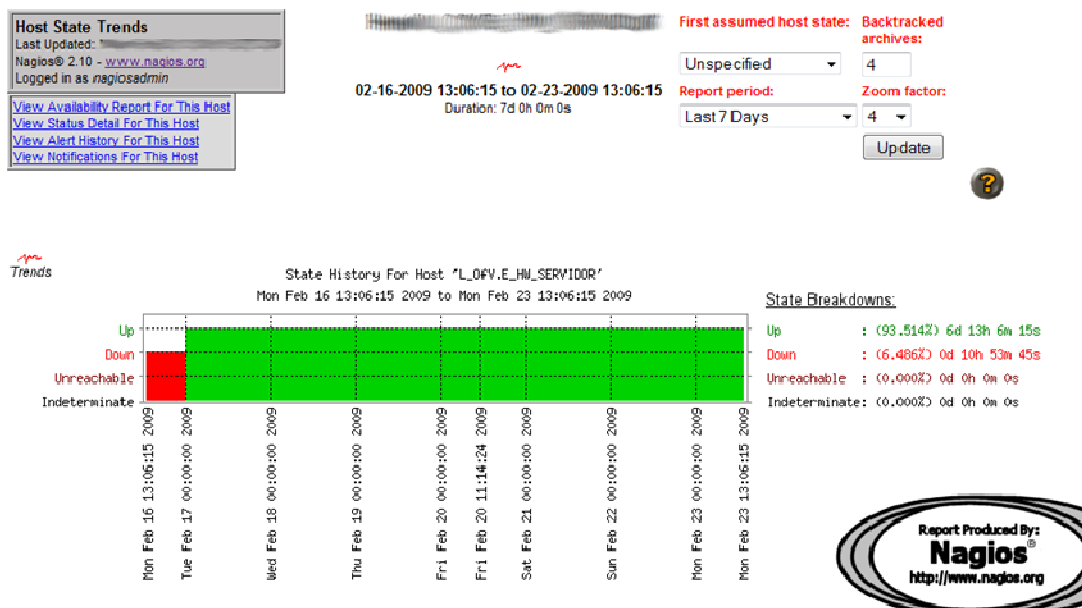 Host State Trends
Last Updated:
Nagios® 2.10 - www.nagios.org
Logged in as nagiosadmin
View Availability Report For This Host
View Status Detail For This Host
View Alert History For This Host
View Notifications For This Host
02-16-2009 13:06:15 to 02-23-2009 13:06:15
Duration: 7d 0h 0m 0s
First assumed host state:
Unspecified
Backtracked archives:
4
Report period:
Last 7 Days
Zoom factor:
4
Update
?
Trends
State History For Host 'L_OfV.E_HW_SERVIDOR'
Mon Feb 16 13:06:15 2009 to Mon Feb 23 13:06:15 2009
Up
Down
Unreachable
Indeterminate
Mon Feb 16 13:06:15 2009
Tue Feb 17 00:00:00 2009
Wed Feb 18 00:00:00 2009
Thu Feb 19 00:00:00 2009
Fri Feb 20 00:00:00 2009
Fri Feb 20 11:14:24 2009
Sat Feb 21 00:00:00 2009
Sun Feb 22 00:00:00 2009
Mon Feb 23 00:00:00 2009
Mon Feb 23 13:06:15 2009
State Breakdowns:
Up : (93.514%) 6d 13h 6m 15s
Down : (6.486%) 0d 10h 53m 45s
Unreachable : (0.000%) 0d 0h 0m 0s
Indeterminate: (0.000%) 0d 0h 0m 0s
Report Produced By:
Nagios®
http://www.nagios.org